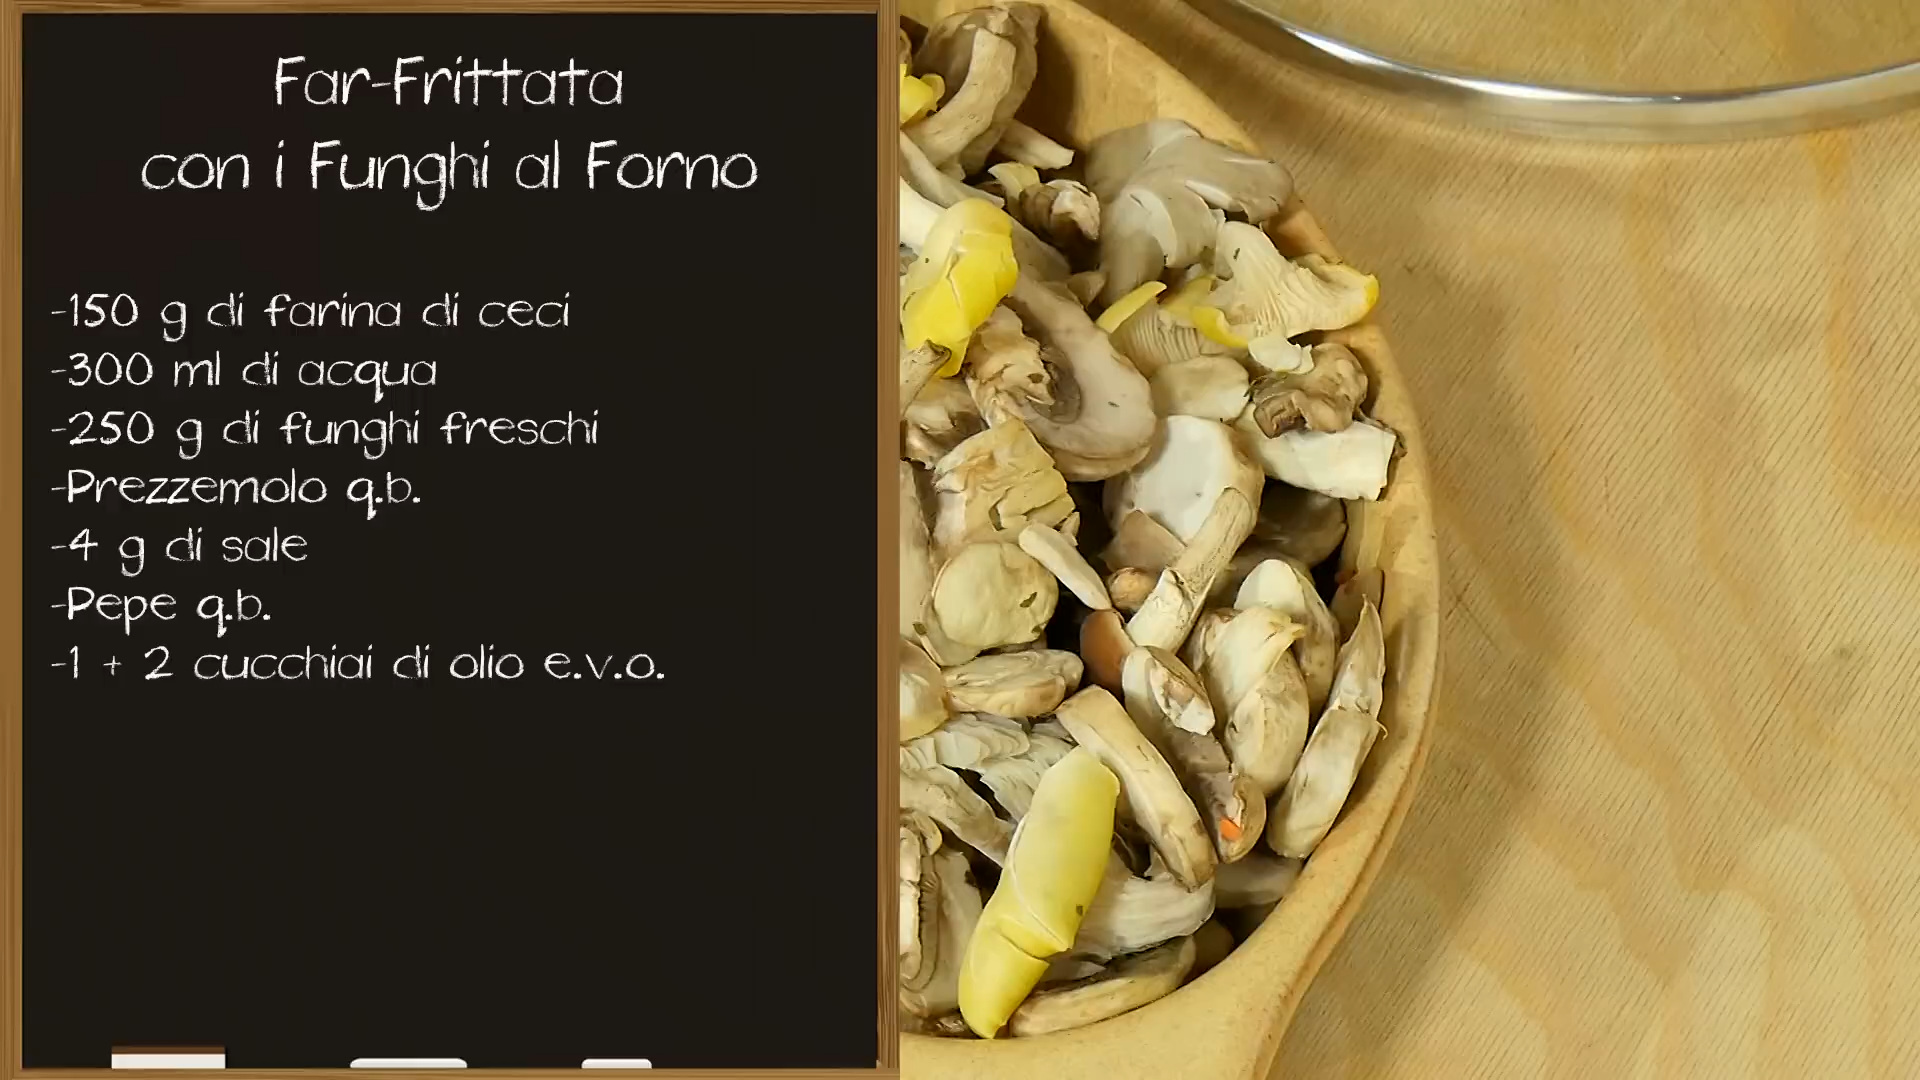 Far-Frittata
con i Funghi al Forno
-150 g di farina di ceci
-300 ml di acqua
-250 g di funghi freschi
-Prezzemolo q.b.
-4 g di sale
-Pepe q.b.
-1 + 2 cucchiai di olio e.v.o.